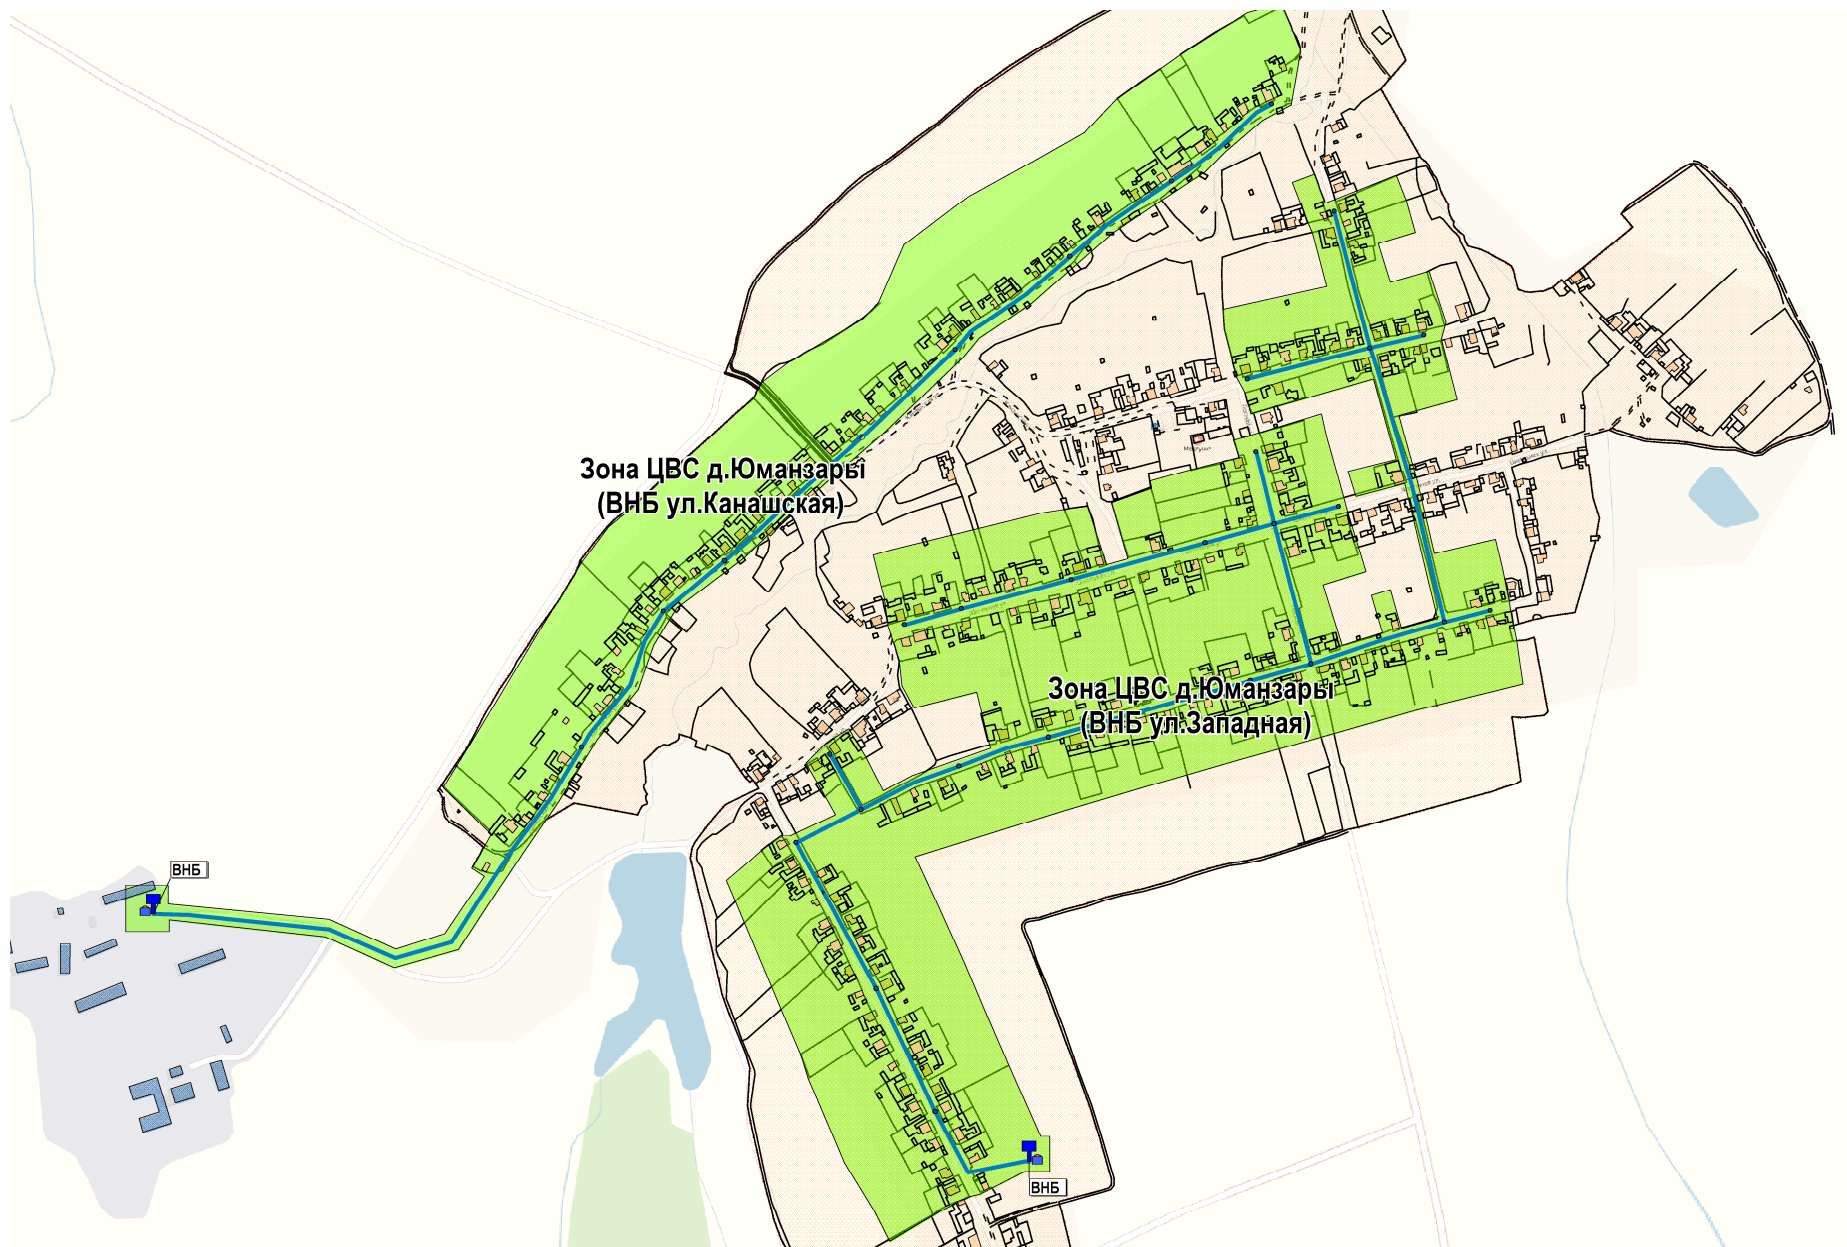 Зона ЦВС д.Юманзары
(ВНБ ул.Канашская)
Зона ЦВС д.Юманзары
(ВНБ ул.Западная)
ВНБ
ВНБ